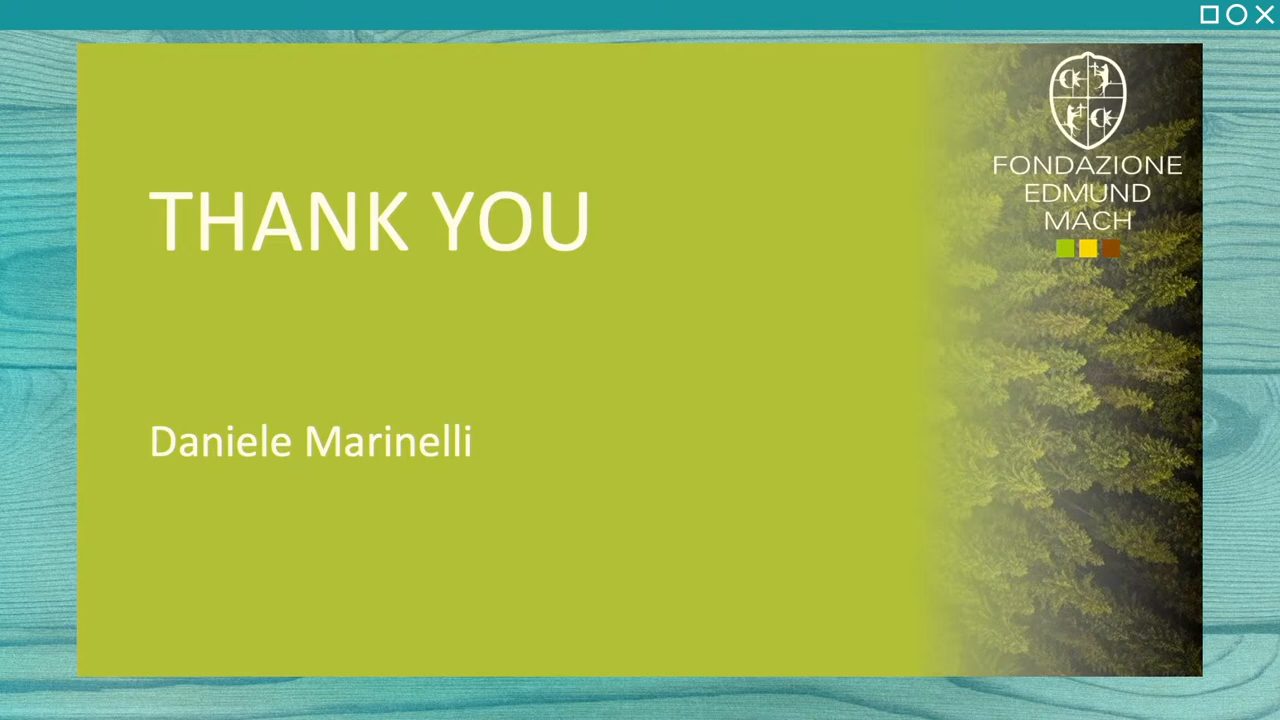 THANK YOU
Daniele Marinelli
FONDAZIONE
EDMUND
MACH